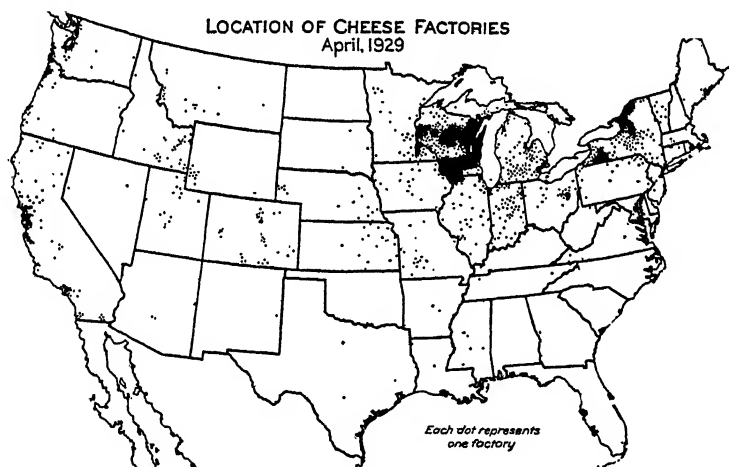 LOCATION OF CHEESE FACTORIES
April, 1929
Each dot represents
one factory